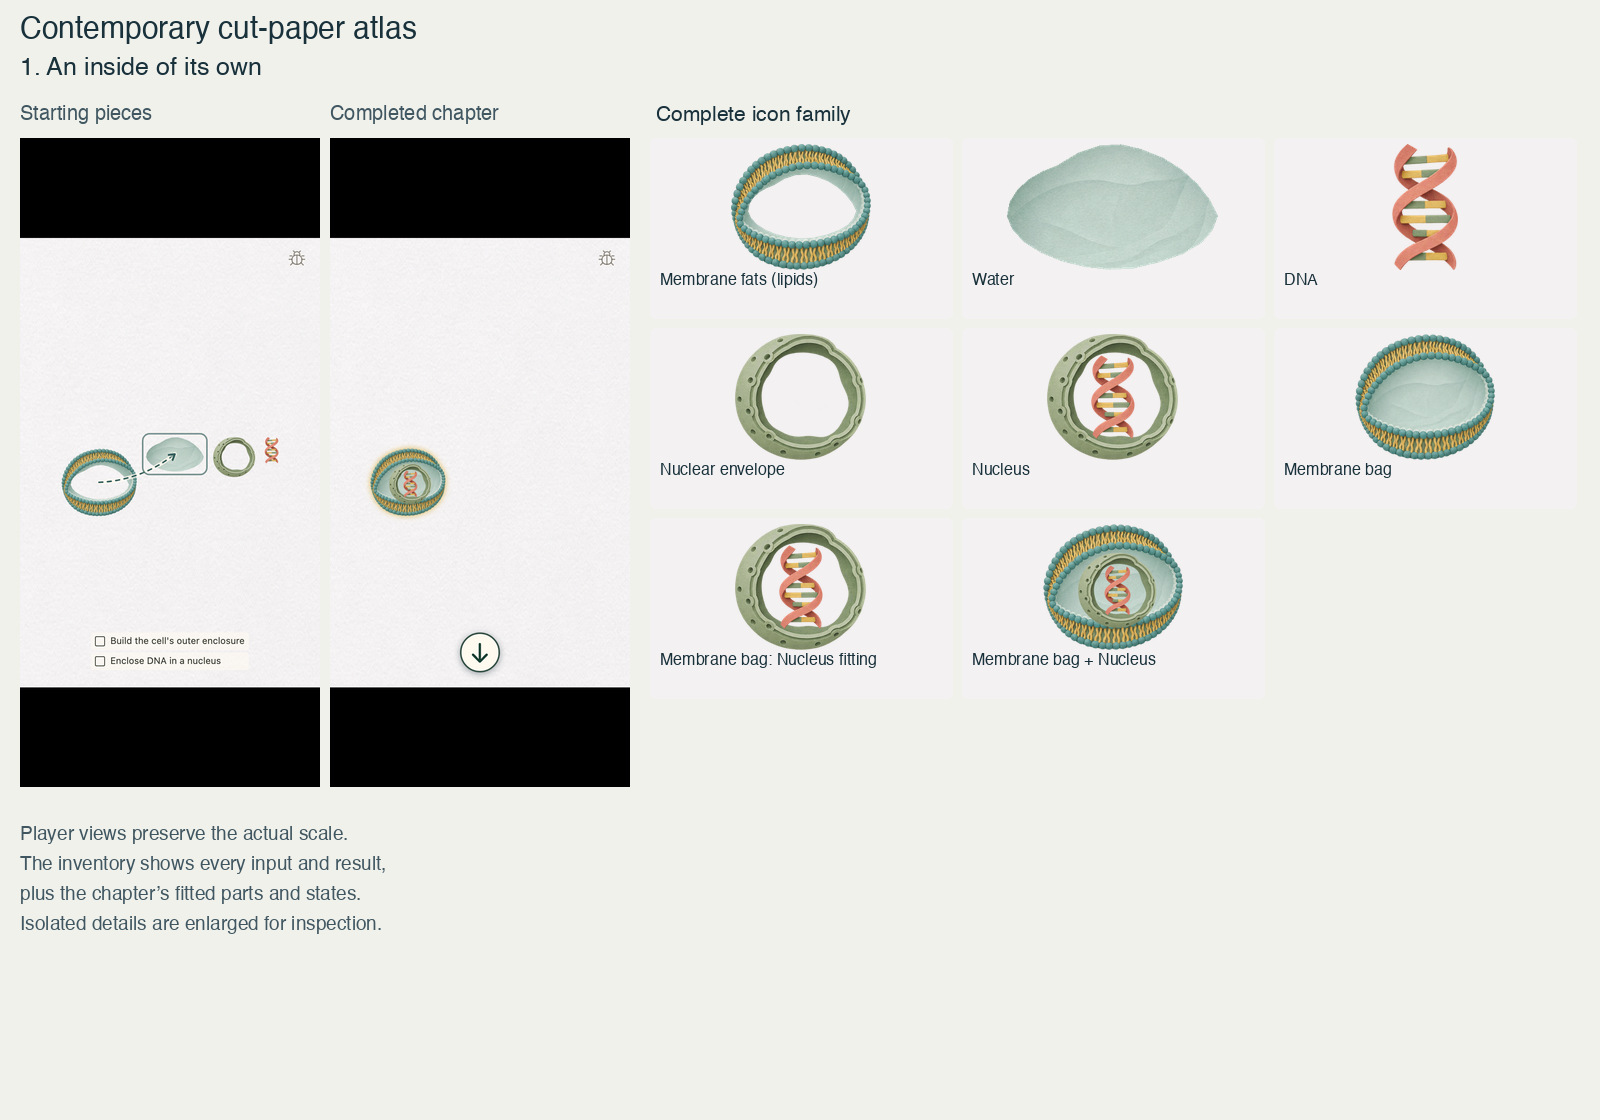 Contemporary cut-paper atlas
1. An inside of its own
Starting pieces
Completed chapter
Complete icon family
Build the cell's outer enclosure
Enclose DNA in a nucleus
Membrane fats (lipids)
Water
DNA
Nuclear envelope
Nucleus
Membrane bag
Membrane bag: Nucleus fitting
Membrane bag + Nucleus
Player views preserve the actual scale.
The inventory shows every input and result,
plus the chapter’s fitted parts and states.
Isolated details are enlarged for inspection.